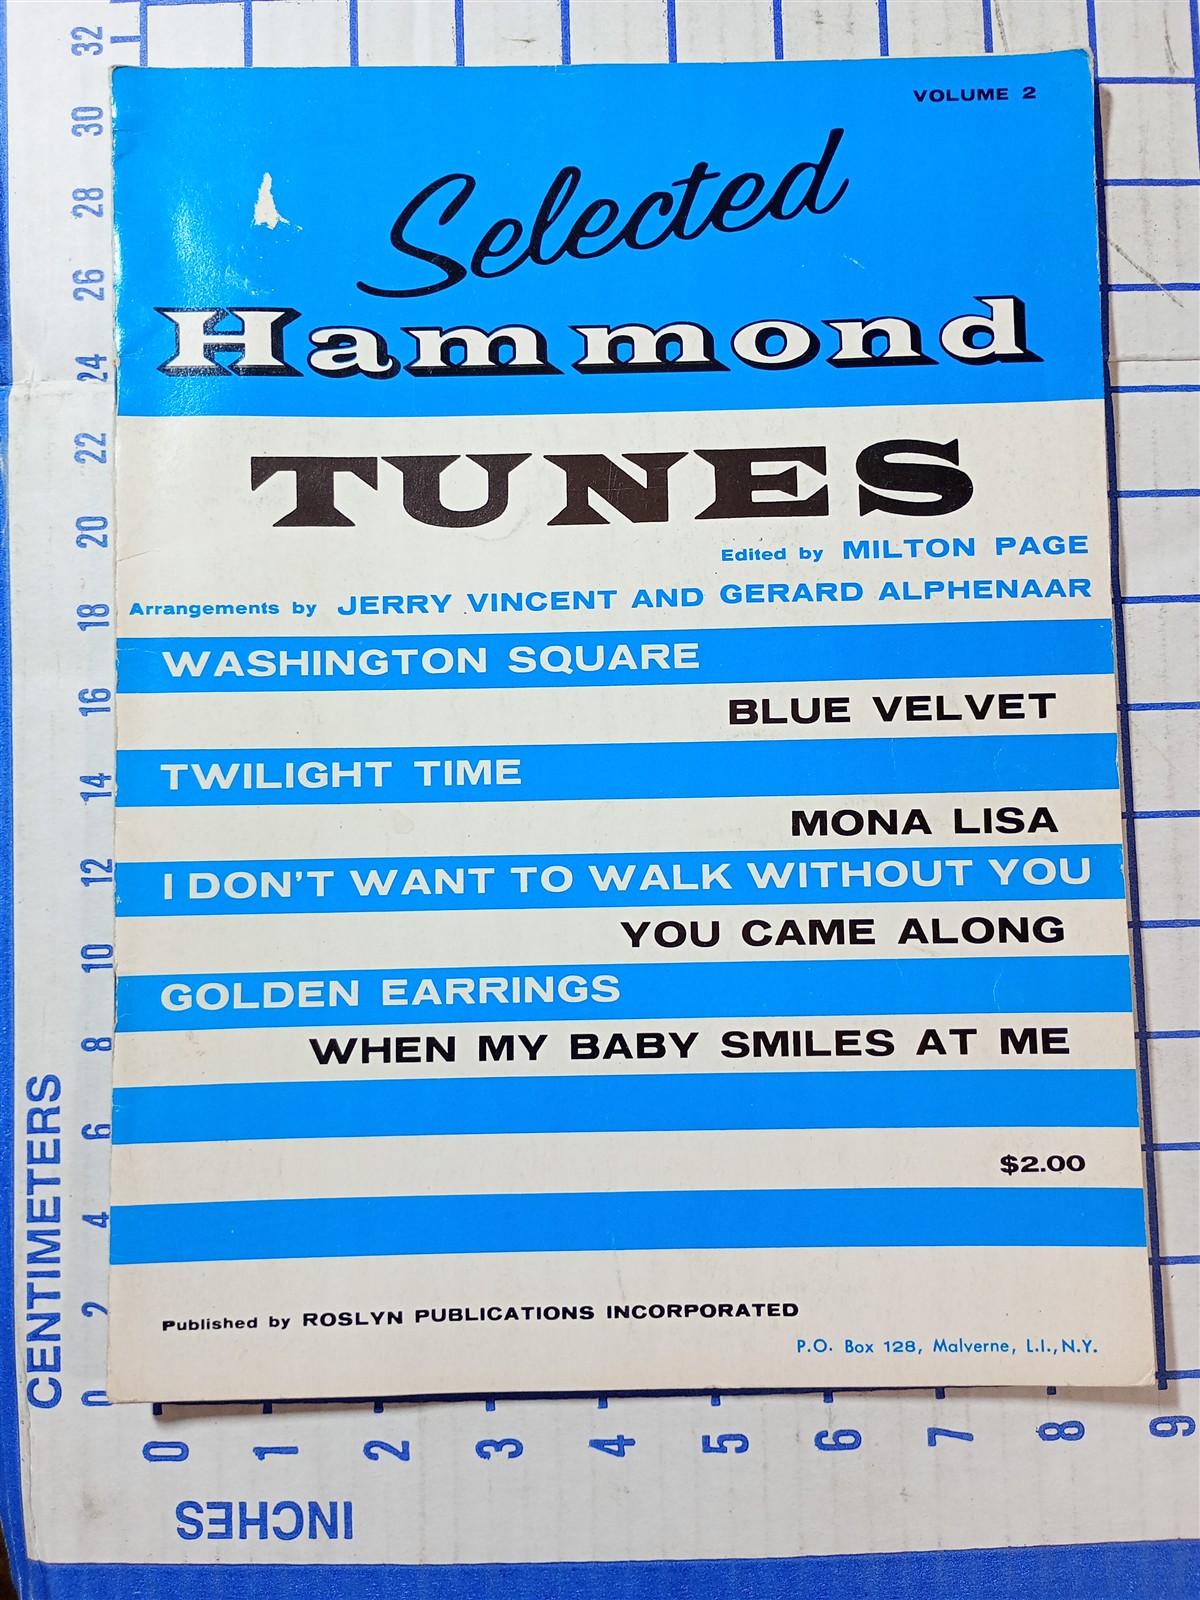 VOLUME 2
Selected
Hammond
TUNES
Edited by MILTON PAGE
Arrangements by JERRY VINCENT AND GERARD ALPHENAAR
WASHINGTON SQUARE
BLUE VELVET
TWILIGHT TIME
MONA LISA
I DON'T WANT TO WALK WITHOUT YOU
YOU CAME ALONG
GOLDEN EARRINGS
WHEN MY BABY SMILES AT ME
$2.00
Published by ROSLYN PUBLICATIONS INCORPORATED
P.O. Box 128, Malverne, L.I., N.Y.
CENTIMETERS
32
30
28
26
24
22
20
18
16
14
12
10
8
6
4
2
0
0 1 2 3 4 5 6 7 8 9
INCHES